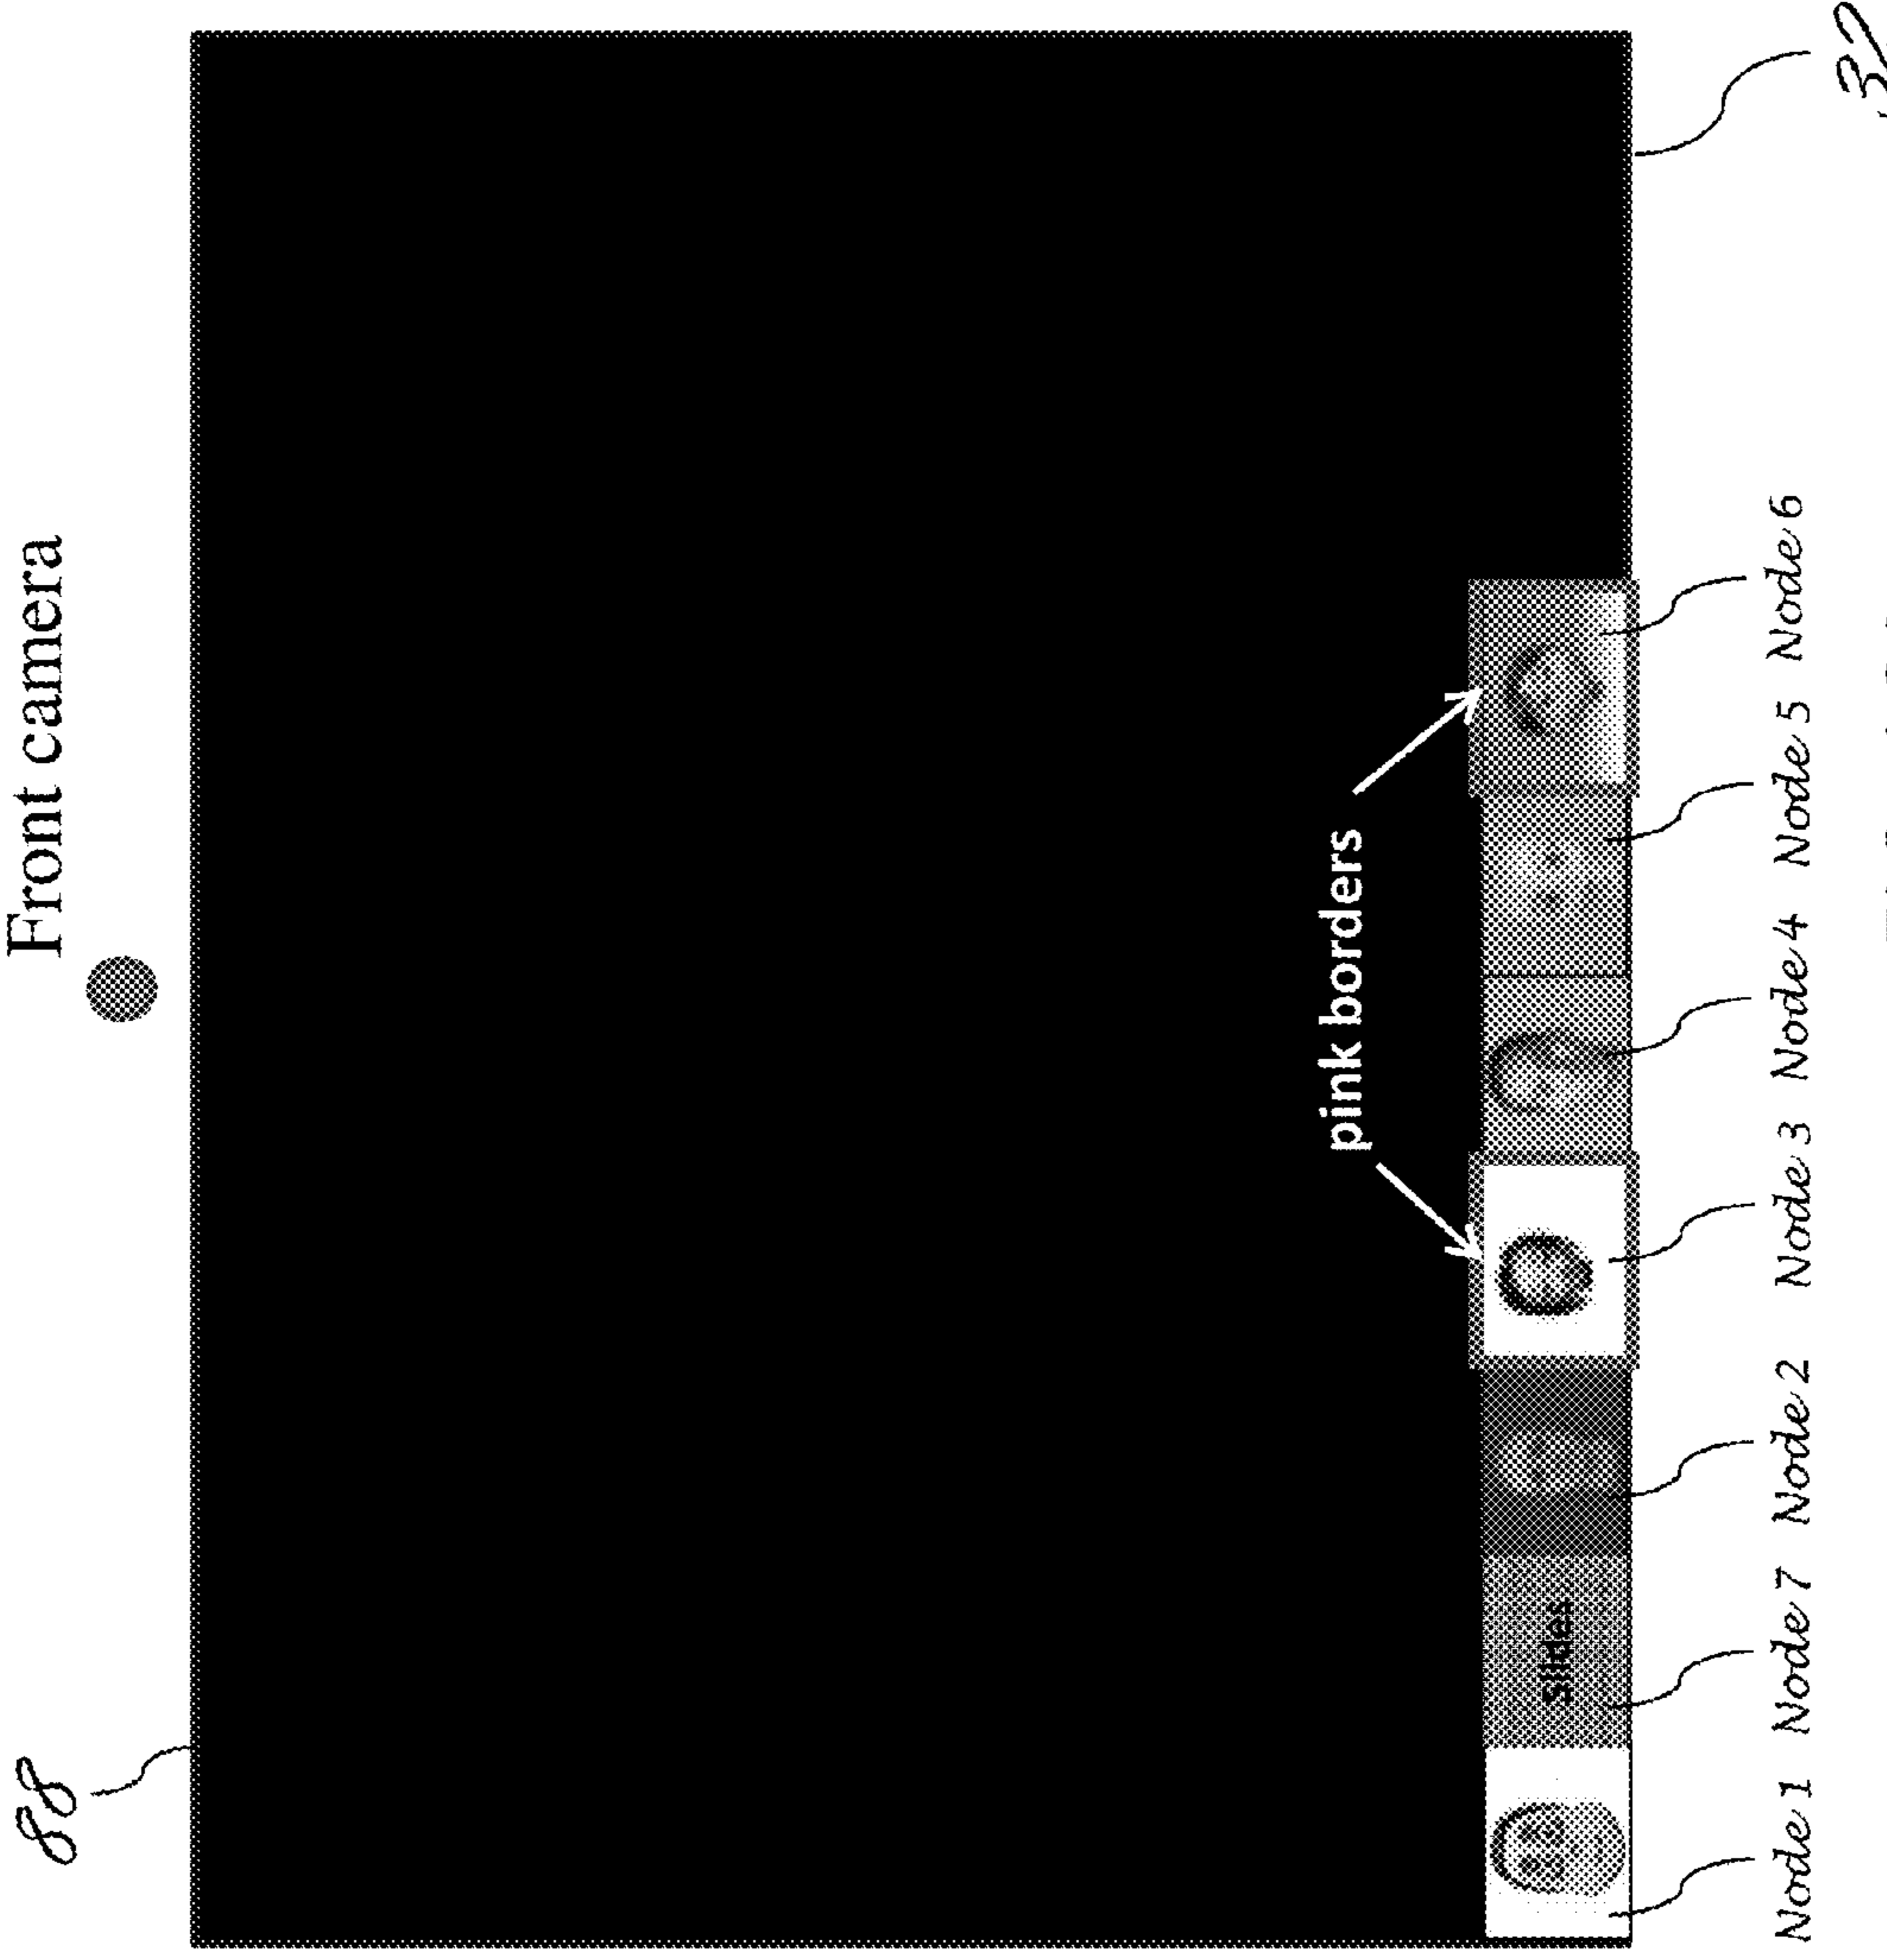 Front camera
88
pink borders
Slides
Node 1 Node 7 Node 2 Node 3 Node 4 Node 5 Node 6
32